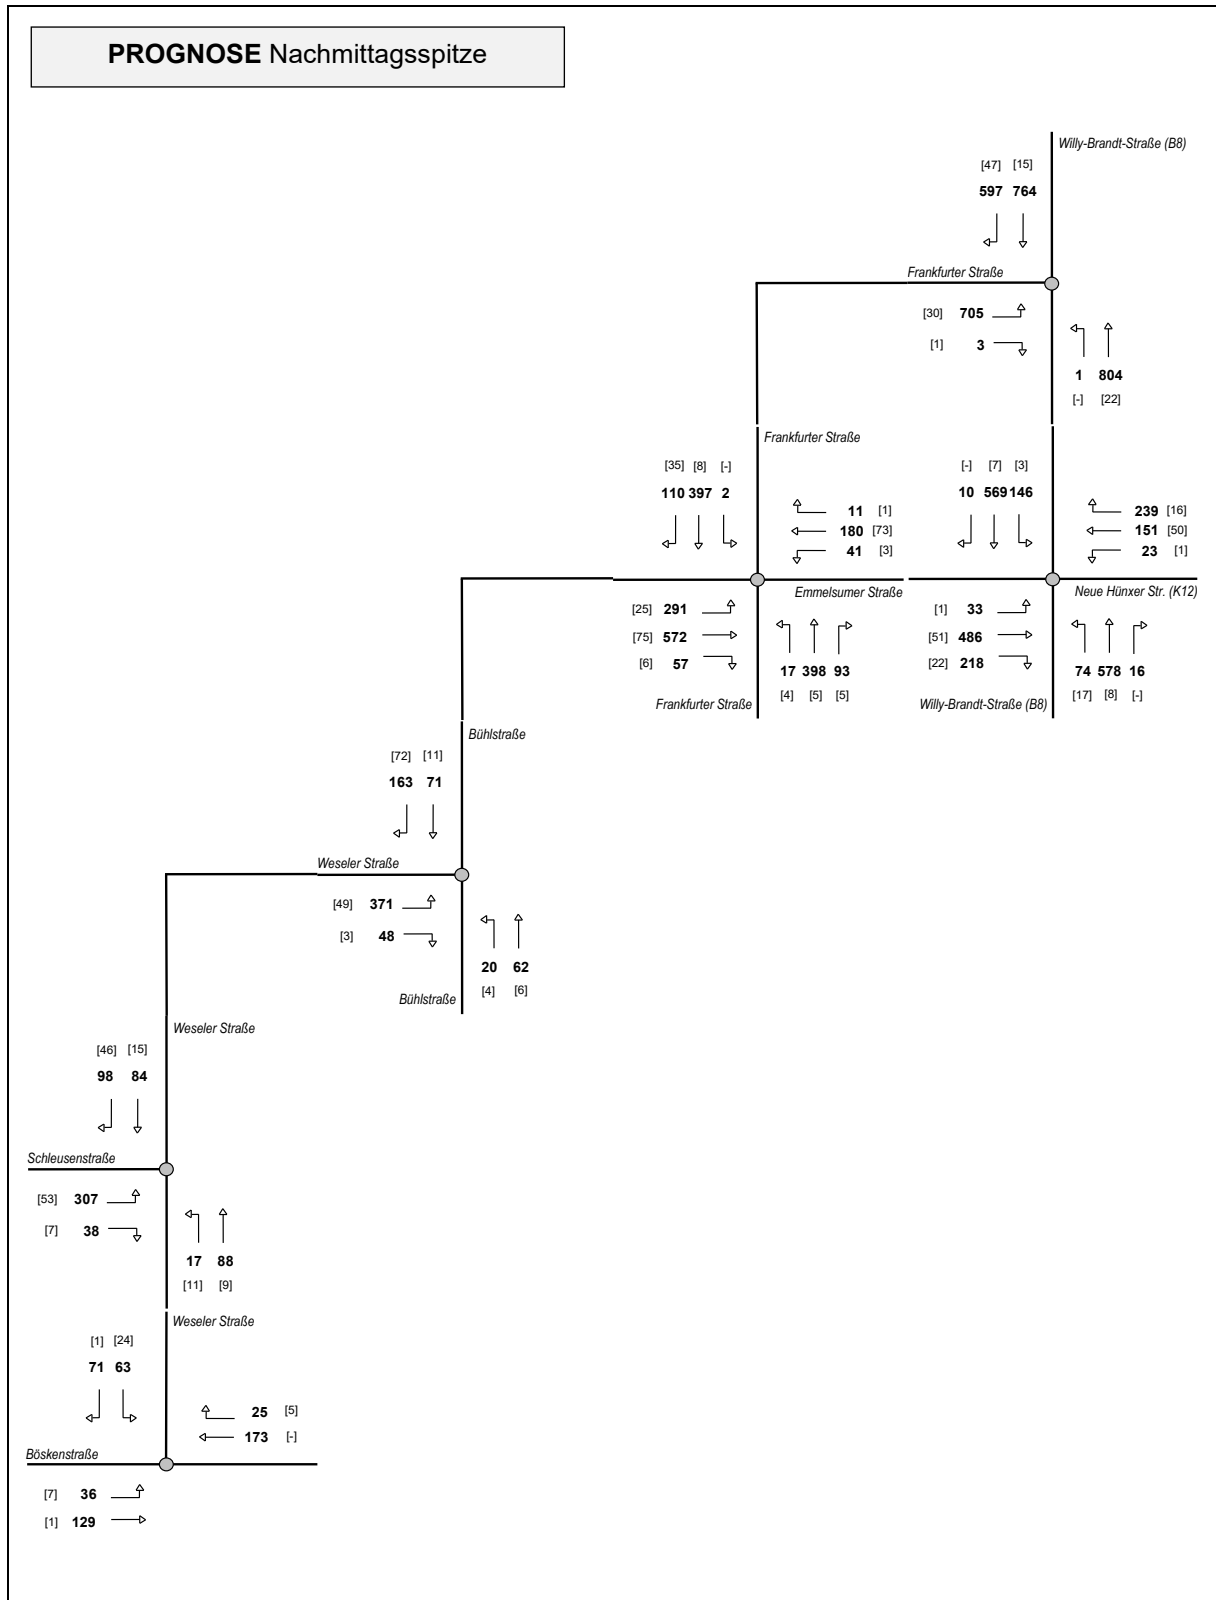 PROGNOSE Nachmittagsspitze
Willy-Brandt-Straße (B8)
[47] [15]
597 764
Frankfurter Straße
[30] 705
[1] 3
1 804
[-] [22]
Frankfurter Straße
[35] [8] [-]
110 397 2
11 [1]
180 [73]
41 [3]
[-] [7] [3]
10 569 146
239 [16]
151 [50]
23 [1]
Emmelsumer Straße
Neue Hünxer Str. (K12)
[25] 291
[75] 572
[6] 57
17 398 93
[4] [5] [5]
Frankfurter Straße
[1] 33
[51] 486
[22] 218
74 578 16
[17] [8] [-]
Willy-Brandt-Straße (B8)
Bühlstraße
[72] [11]
163 71
Weseler Straße
[49] 371
[3] 48
20 62
[4] [6]
Bühlstraße
Weseler Straße
[46] [15]
98 84
Schleusenstraße
[53] 307
[7] 38
17 88
[11] [9]
Weseler Straße
[1] [24]
71 63
25 [5]
173 [-]
Böskenstraße
[7] 36
[1] 129